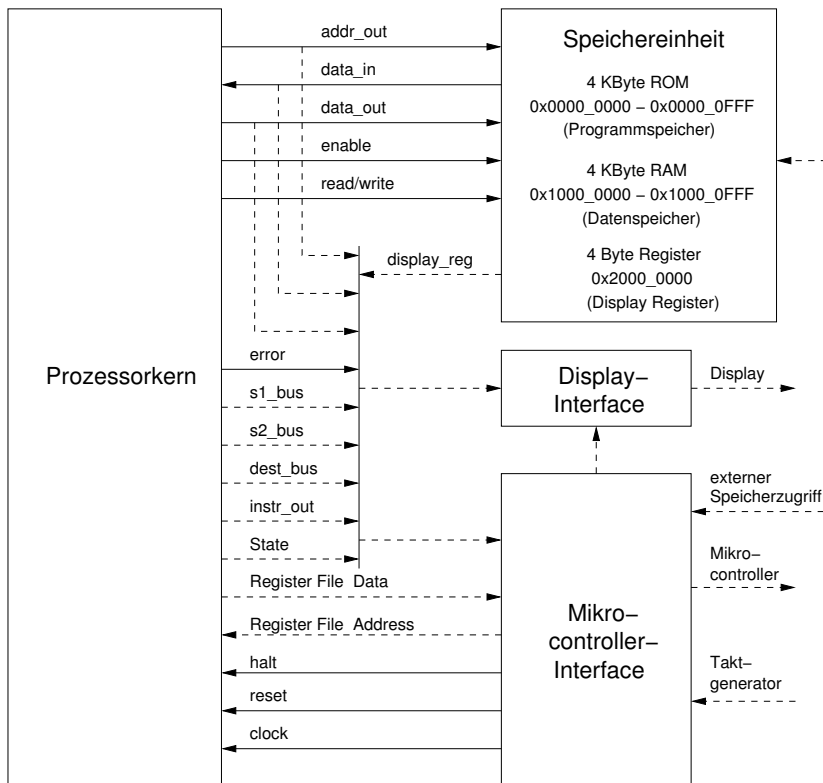 Prozessorkern
addr_out
data_in
data_out
enable
read/write
Speichereinheit
4 KByte ROM
0x0000_0000 − 0x0000_0FFF
(Programmspeicher)
4 KByte RAM
0x1000_0000 − 0x1000_0FFF
(Datenspeicher)
4 Byte Register
0x2000_0000
(Display Register)
display_reg
error
s1_bus
s2_bus
dest_bus
instr_out
State
Register File Data
Register File Address
halt
reset
clock
Display−
Interface
Display
Mikro−
controller−
Interface
externer
Speicherzugriff
Mikro−
controller
Takt−
generator